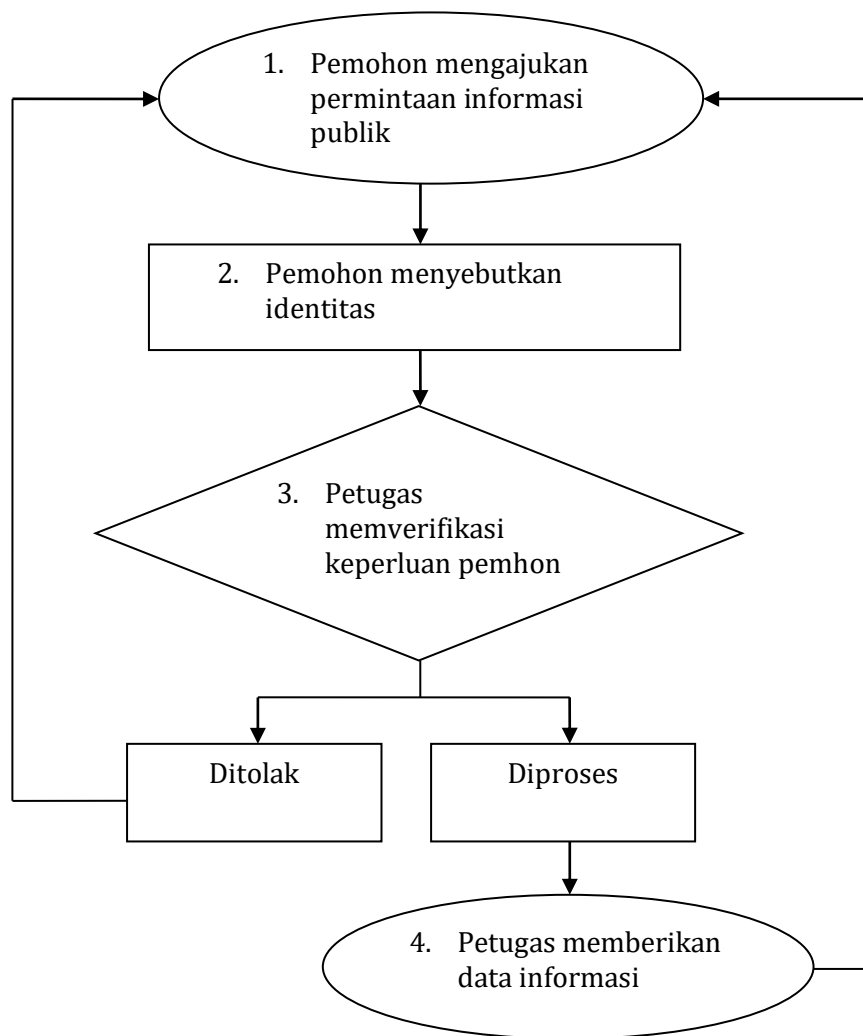 1. Pemohon mengajukan
permintaan informasi
publik
2. Pemohon menyebutkan
identitas
3. Petugas
memverifikasi
keperluan pemhon
Ditolak
Diproses
4. Petugas memberikan
data informasi